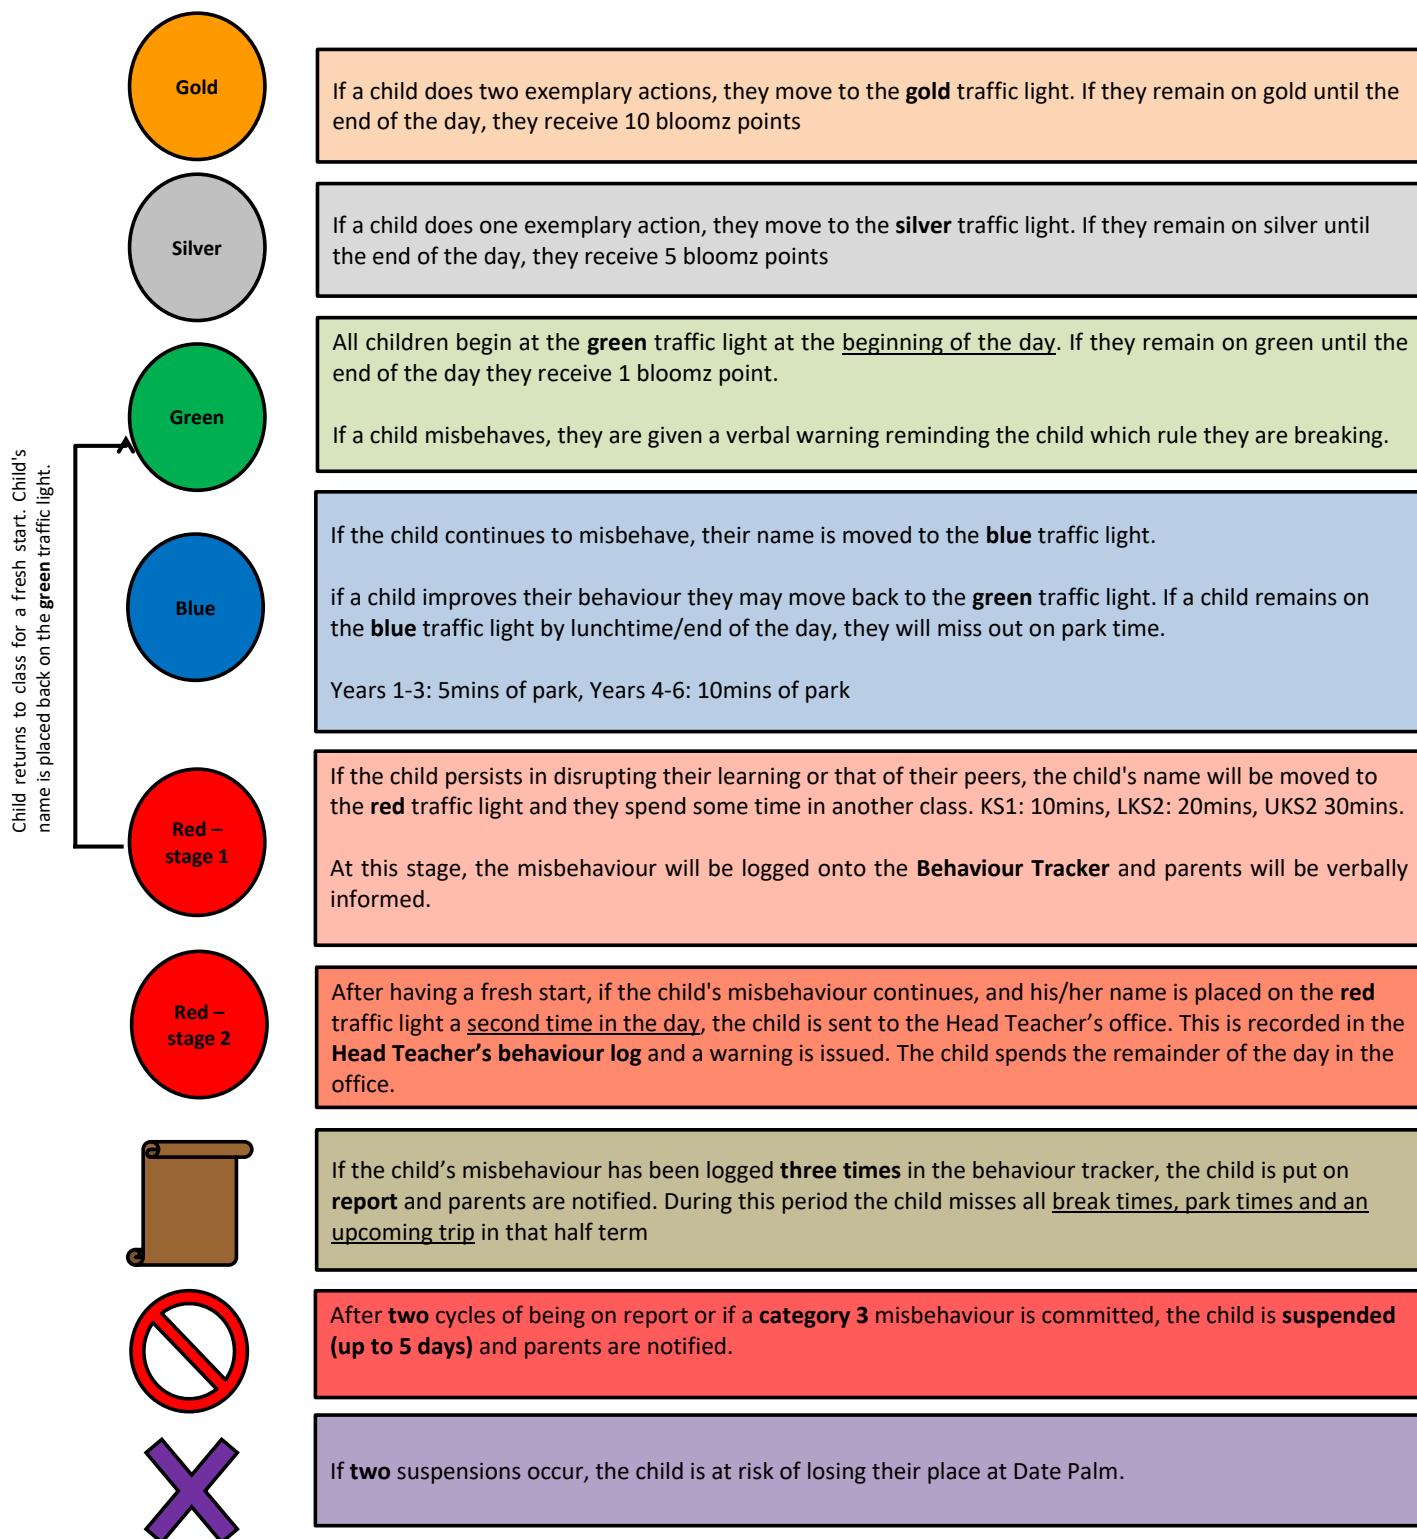 Gold
If a child does two exemplary actions, they move to the gold traffic light. If they remain on gold until the
end of the day, they receive 10 bloomz points
Silver
If a child does one exemplary action, they move to the silver traffic light. If they remain on silver until
the end of the day, they receive 5 bloomz points
Green
All children begin at the green traffic light at the beginning of the day. If they remain on green until the
end of the day they receive 1 bloomz point.
If a child misbehaves, they are given a verbal warning reminding the child which rule they are breaking.
Child returns to class for a fresh start. Child's
name is placed back on the green traffic light.
Blue
If the child continues to misbehave, their name is moved to the blue traffic light.
if a child improves their behaviour they may move back to the green traffic light. If a child remains on
the blue traffic light by lunchtime/end of the day, they will miss out on park time.
Years 1-3: 5mins of park, Years 4-6: 10mins of park
Red –
stage 1
If the child persists in disrupting their learning or that of their peers, the child's name will be moved to
the red traffic light and they spend some time in another class. KS1: 10mins, LKS2: 20mins, UKS2 30mins.
At this stage, the misbehaviour will be logged onto the Behaviour Tracker and parents will be verbally
informed.
Red –
stage 2
After having a fresh start, if the child's misbehaviour continues, and his/her name is placed on the red
traffic light a second time in the day, the child is sent to the Head Teacher’s office. This is recorded in the
Head Teacher’s behaviour log and a warning is issued. The child spends the remainder of the day in the
office.
If the child’s misbehaviour has been logged three times in the behaviour tracker, the child is put on
report and parents are notified. During this period the child misses all break times, park times and an
upcoming trip in that half term
After two cycles of being on report or if a category 3 misbehaviour is committed, the child is suspended
(up to 5 days) and parents are notified.
If two suspensions occur, the child is at risk of losing their place at Date Palm.